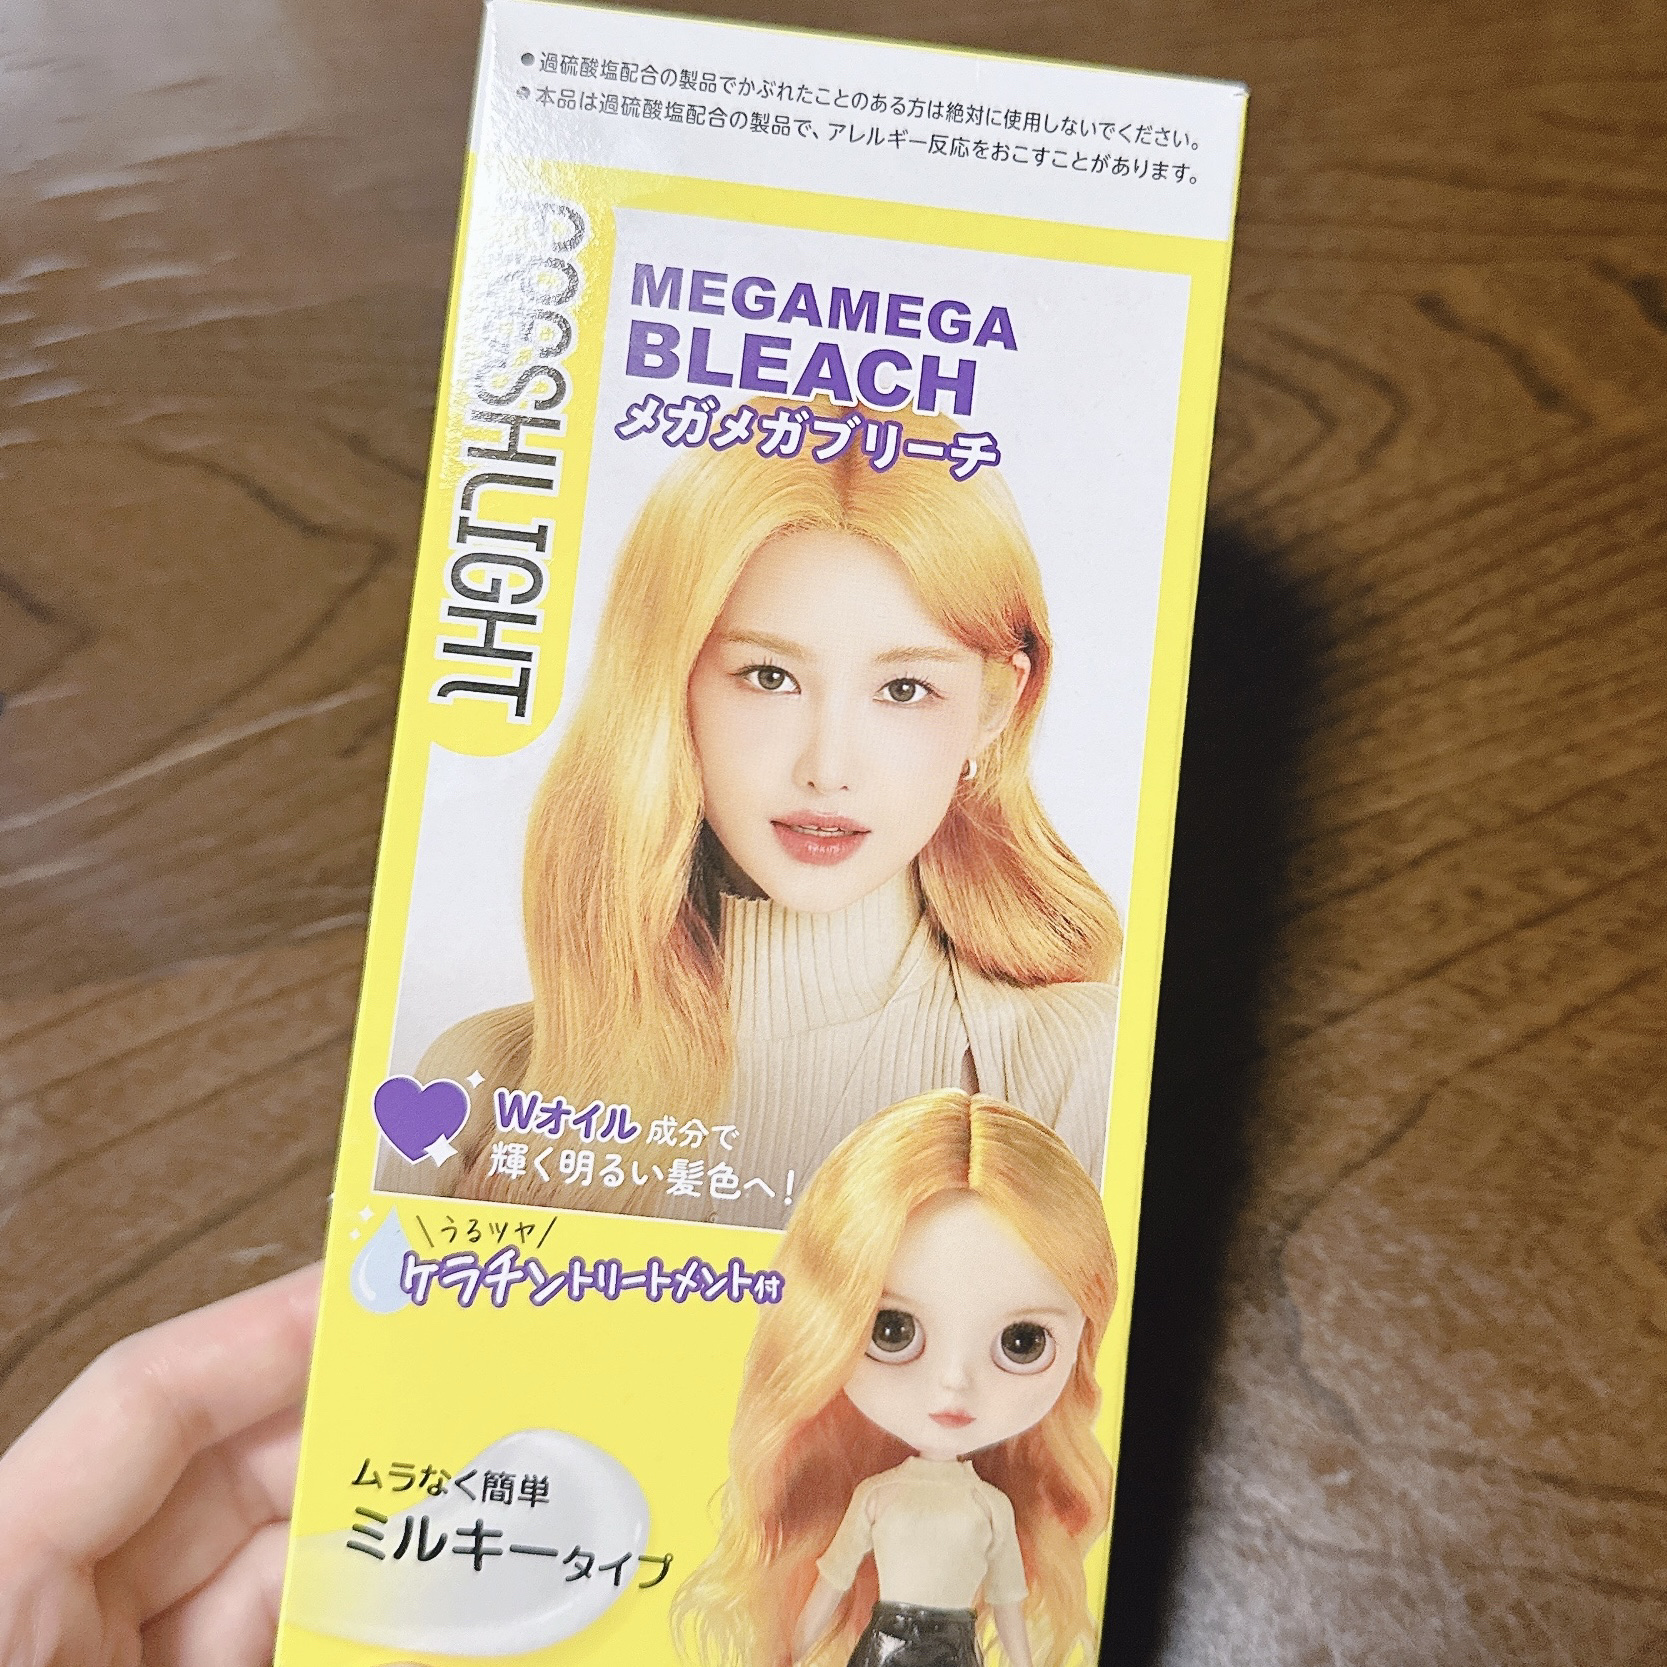 ●過硫酸塩配合の製品でかぶれたことのある方は絶対に使用しないでください。
●本品は過硫酸塩配合の製品で、アレルギー反応をおこすことがあります。
MEGAMEGA
BLEACH
メガメガブリーチ
Wオイル成分で
輝く明るい髪色へ!
\うるツヤ/
ケラチントリートメント付
ムラなく簡単
ミルキータイプ